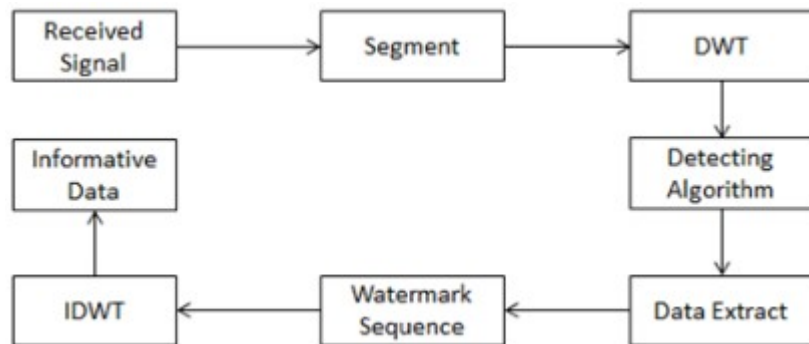 Received
Signal
Segment
DWT
Detecting
Algorithm
Data Extract
Watermark
Sequence
IDWT
Informative
Data